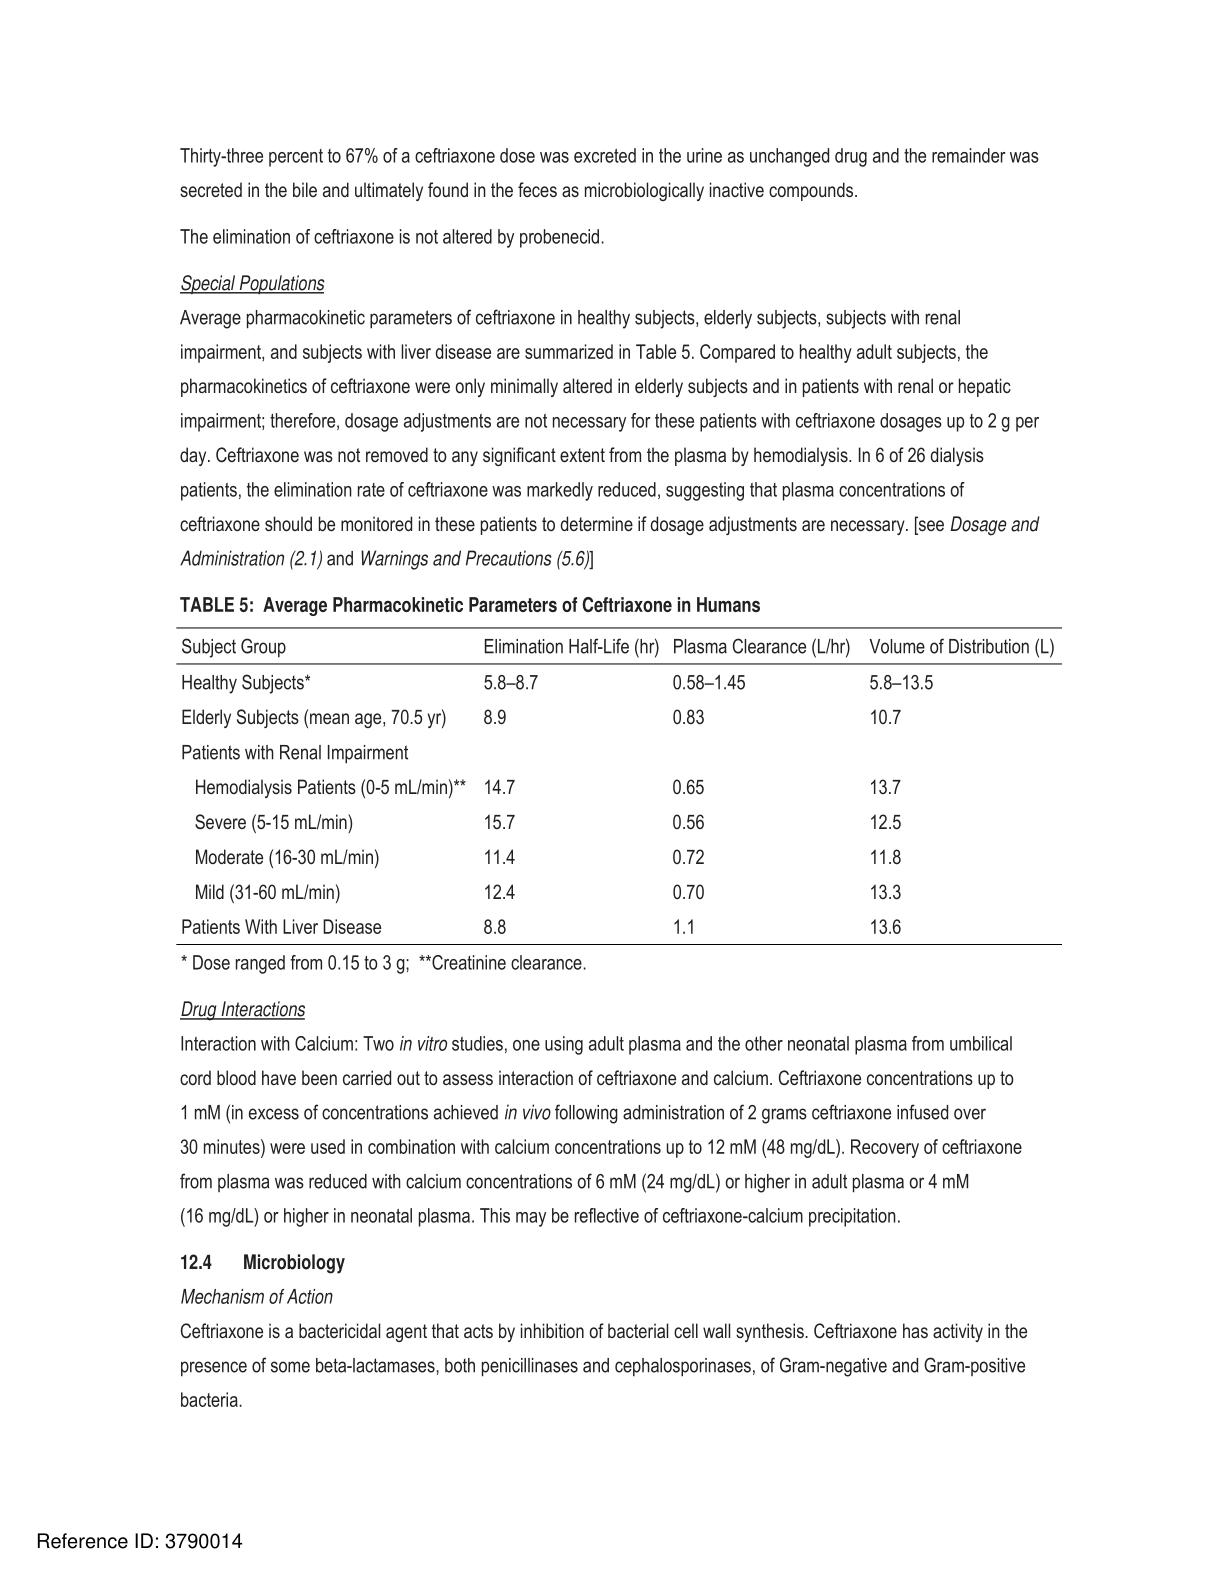 Thirty-three percent to 67% of a ceftriaxone dose was excreted in the urine as unchanged drug and the remainder was
secreted in the bile and ultimately found in the feces as microbiologically inactive compounds.
The elimination of ceftriaxone is not altered by probenecid.
Special Populations
Average pharmacokinetic parameters of ceftriaxone in healthy subjects, elderly subjects, subjects with renal
impairment, and subjects with liver disease are summarized in Table 5. Compared to healthy adult subjects, the
pharmacokinetics of ceftriaxone were only minimally altered in elderly subjects and in patients with renal or hepatic
impairment; therefore, dosage adjustments are not necessary for these patients with ceftriaxone dosages up to 2 g per
day. Ceftriaxone was not removed to any significant extent from the plasma by hemodialysis. In 6 of 26 dialysis
patients, the elimination rate of ceftriaxone was markedly reduced, suggesting that plasma concentrations of
ceftriaxone should be monitored in these patients to determine if dosage adjustments are necessary. [see Dosage and
Administration (2.1) and Warnings and Precautions (5.6)]
TABLE 5: Average Pharmacokinetic Parameters of Ceftriaxone in Humans
Subject Group Elimination Half-Life (hr) Plasma Clearance (L/hr) Volume of Distribution (L)
Healthy Subjects* 5.8–8.7 0.58–1.45 5.8–13.5
Elderly Subjects (mean age, 70.5 yr) 8.9 0.83 10.7
Patients with Renal Impairment
Hemodialysis Patients (0-5 mL/min)** 14.7 0.65 13.7
Severe (5-15 mL/min) 15.7 0.56 12.5
Moderate (16-30 mL/min) 11.4 0.72 11.8
Mild (31-60 mL/min) 12.4 0.70 13.3
Patients With Liver Disease 8.8 1.1 13.6
* Dose ranged from 0.15 to 3 g; **Creatinine clearance.
Drug Interactions
Interaction with Calcium: Two in vitro studies, one using adult plasma and the other neonatal plasma from umbilical
cord blood have been carried out to assess interaction of ceftriaxone and calcium. Ceftriaxone concentrations up to
1 mM (in excess of concentrations achieved in vivo following administration of 2 grams ceftriaxone infused over
30 minutes) were used in combination with calcium concentrations up to 12 mM (48 mg/dL). Recovery of ceftriaxone
from plasma was reduced with calcium concentrations of 6 mM (24 mg/dL) or higher in adult plasma or 4 mM
(16 mg/dL) or higher in neonatal plasma. This may be reflective of ceftriaxone-calcium precipitation.
12.4 Microbiology
Mechanism of Action
Ceftriaxone is a bactericidal agent that acts by inhibition of bacterial cell wall synthesis. Ceftriaxone has activity in the
presence of some beta-lactamases, both penicillinases and cephalosporinases, of Gram-negative and Gram-positive
bacteria.
Reference ID: 3790014